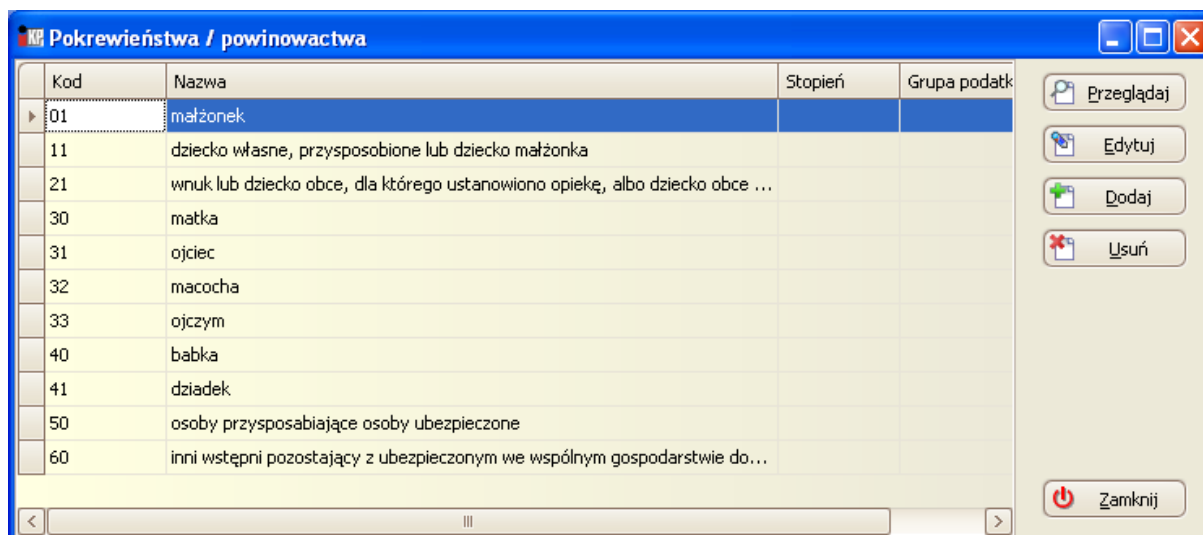 KP Pokrewieństwa / powinowactwa
Kod Nazwa Stopień Grupa podatk
01 małżonek
11 dziecko własne, przysposobione lub dziecko małżonka
21 wnuk lub dziecko obce, dla którego ustanowiono opiekę, albo dziecko obce ...
30 matka
31 ojciec
32 macocha
33 ojczym
40 babka
41 dziadek
50 osoby przysposabiające osoby ubezpieczone
60 inni wstępni pozostający z ubezpieczonym we wspólnym gospodarstwie do...
Przeglądaj
Edytuj
Dodaj
Usuń
Zamknij